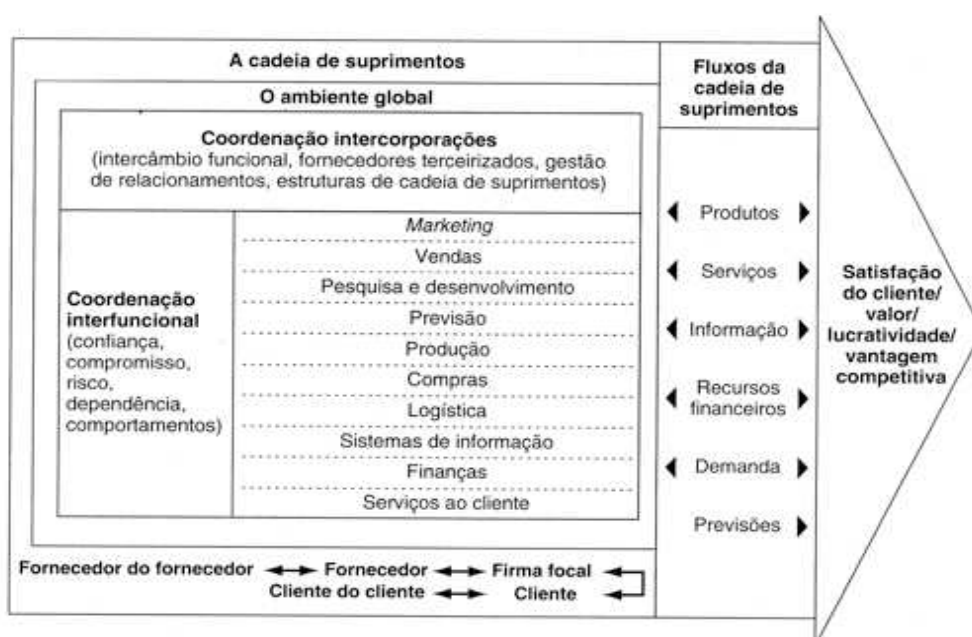 A cadeia de suprimentos
O ambiente global
Coordenação intercorporações
(intercâmbio funcional, fornecedores terceirizados, gestão
de relacionamentos, estruturas de cadeia de suprimentos)
Coordenação
interfuncional
(confiança,
compromisso,
risco,
dependência,
comportamentos)
Marketing
Vendas
Pesquisa e desenvolvimento
Previsão
Produção
Compras
Logística
Sistemas de informação
Finanças
Serviços ao cliente
Fornecedor do fornecedor Fornecedor Firma focal
Cliente do cliente Cliente
Fluxos da
cadeia de
suprimentos
Produtos
Serviços
Informação
Recursos
financeiros
Demanda
Previsões
Satisfação
do cliente/
valor/
lucratividade/
vantagem
competitiva